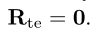 R_te = 0.